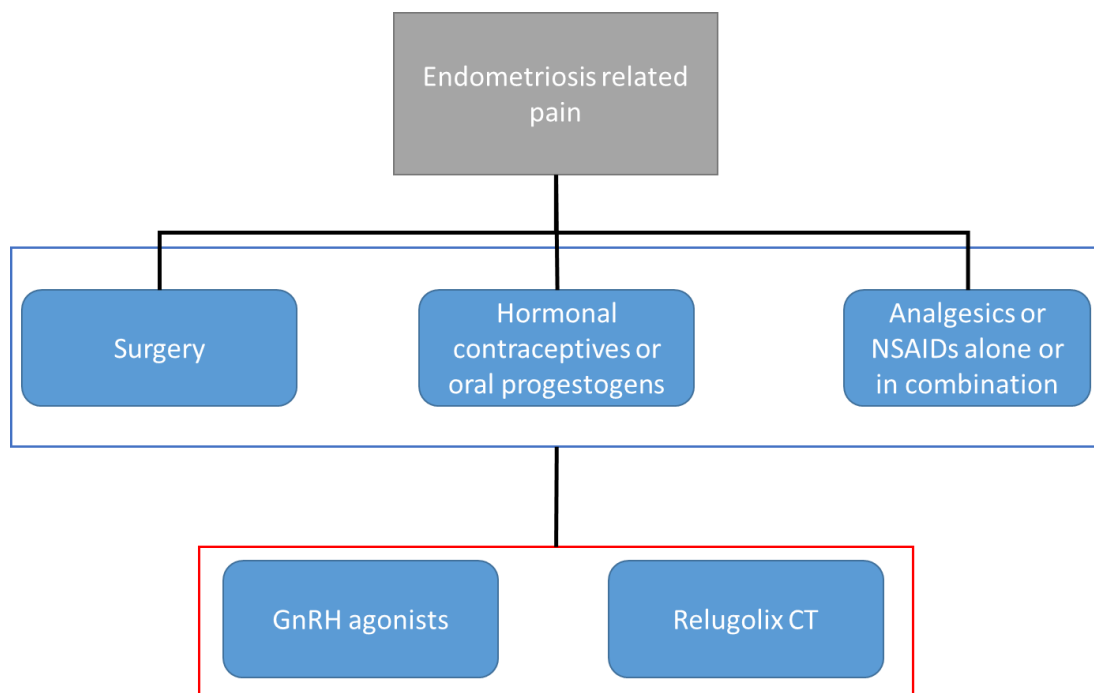 Endometriosis related
pain
Surgery
Hormonal
contraceptives or
oral progestogens
Analgesics or
NSAIDs alone or
in combination
GnRH agonists
Relugolix CT